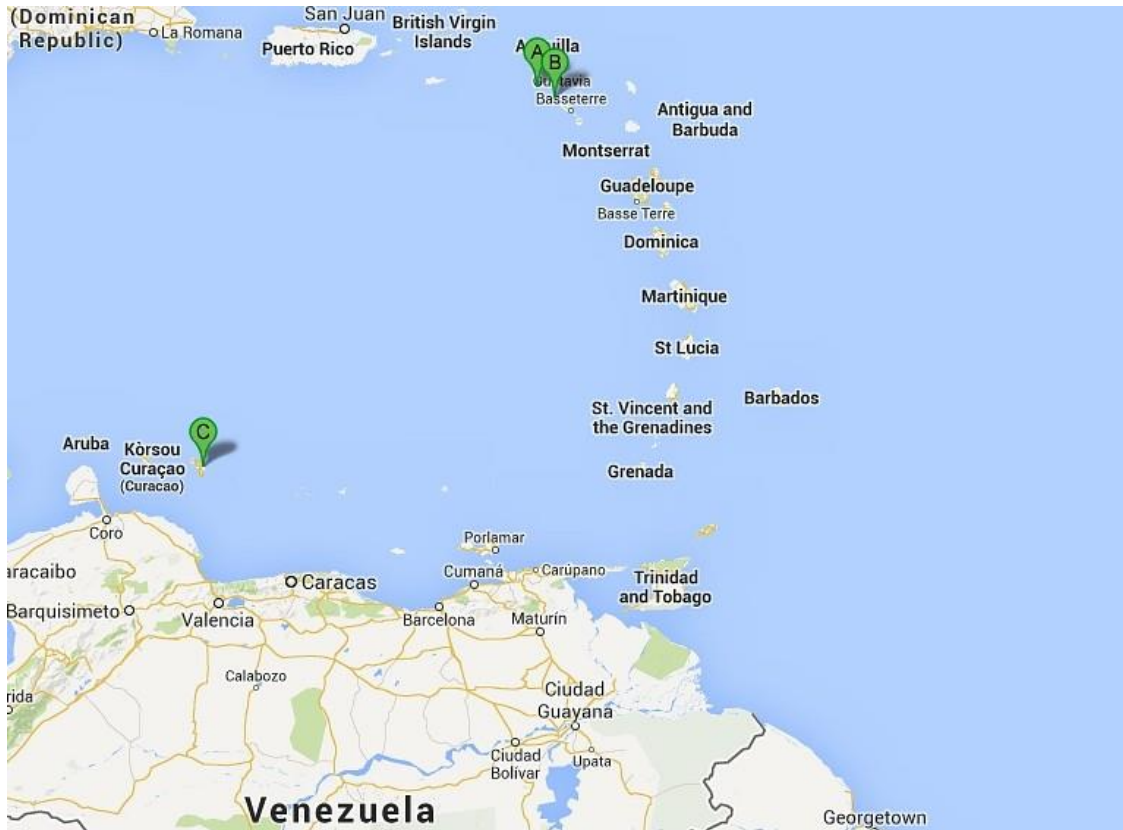 (Dominican
Republic)
La Romana
San Juan
Puerto Rico
British Virgin
Islands
A
B
Basseterre
Antigua and
Barbuda
Montserrat
Guadeloupe
Basse Terre
Dominica
Martinique
St Lucia
Barbados
St. Vincent and
the Grenadines
Grenada
Aruba
Kòrsou
Curaçao
(Curacao)
C
Coro
Porlamar
Cumaná
Carúpano
Trinidad
and Tobago
Caracas
Barquisimeto
Valencia
Barcelona
Maturín
Calabozo
Ciudad
Guayana
Ciudad
Bolívar
Upata
Venezuela
Georgetown